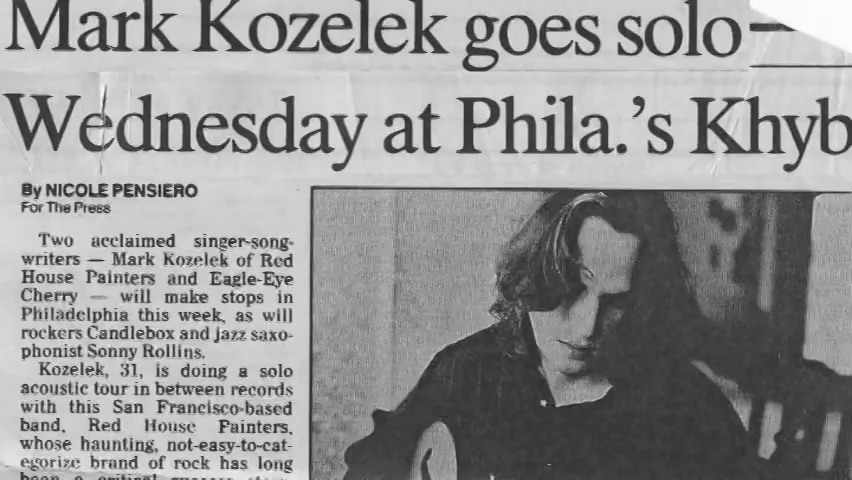 Mark Kozelek goes solo—
Wednesday at Phila.'s Khyb
By NICOLE PENSIERO
For The Press
Two acclaimed singer-song-
writers — Mark Kozelek of Red
House Painters and Eagle-Eye
Cherry — will make stops in
Philadelphia this week, as will
rockers Candlebox and jazz saxo-
phonist Sonny Rollins.
Kozelek, 31, is doing a solo
acoustic tour in between records
with this San Francisco-based
band, Red House Painters,
whose haunting, not-easy-to-cat-
egorize brand of rock has long
been a critical